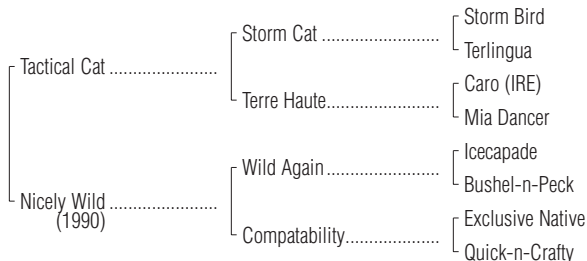 Storm Bird
Storm Cat ........................
Terlingua
Tactical Cat ......................
Caro (IRE)
Terre Haute.......................
Mia Dancer
Icecapade
Wild Again .......................
Bushel-n-Peck
Nicely Wild ......................
(1990)
Exclusive Native
Compatability...................
Quick-n-Crafty